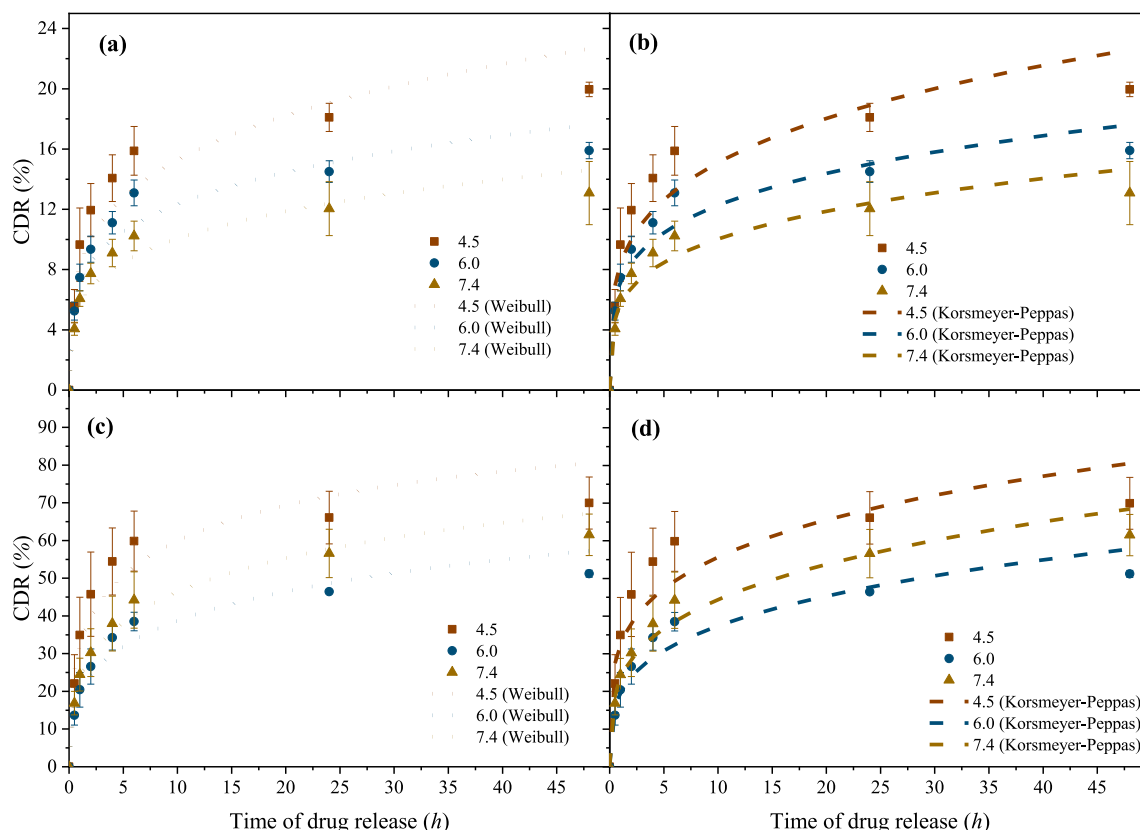 (a)
(b)
24
20
16
12
8
4
0
CDR (%)
4.5
6.0
7.4
4.5 (Weibull)
6.0 (Weibull)
7.4 (Weibull)
4.5
6.0
7.4
4.5 (Korsmeyer-Peppas)
6.0 (Korsmeyer-Peppas)
7.4 (Korsmeyer-Peppas)
(c)
(d)
90
80
70
60
50
40
30
20
10
0
CDR (%)
4.5
6.0
7.4
4.5 (Weibull)
6.0 (Weibull)
7.4 (Weibull)
4.5
6.0
7.4
4.5 (Korsmeyer-Peppas)
6.0 (Korsmeyer-Peppas)
7.4 (Korsmeyer-Peppas)
0 5 10 15 20 25 30 35 40 45 0 5 10 15 20 25 30 35 40 45
Time of drug release (h) Time of drug release (h)